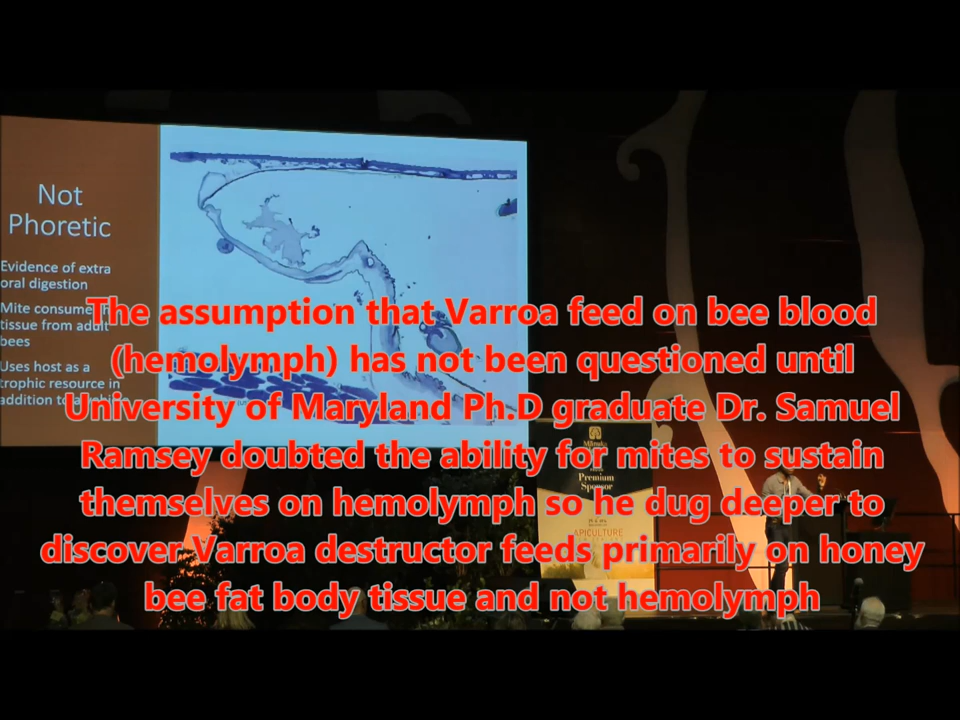 Not
Phoretic
Evidence of extra
oral digestion
Mite consume
tissue from adult
bees
Uses host as a
trophic resource in
addition to
The assumption that Varroa feed on bee blood
(hemolymph) has not been questioned until
University of Maryland Ph.D graduate Dr. Samuel
Ramsey doubted the ability for mites to sustain
themselves on hemolymph so he dug deeper to
discover Varroa destructor feeds primarily on honey
bee fat body tissue and not hemolymph
Premium
Sponsor
APICULTURE